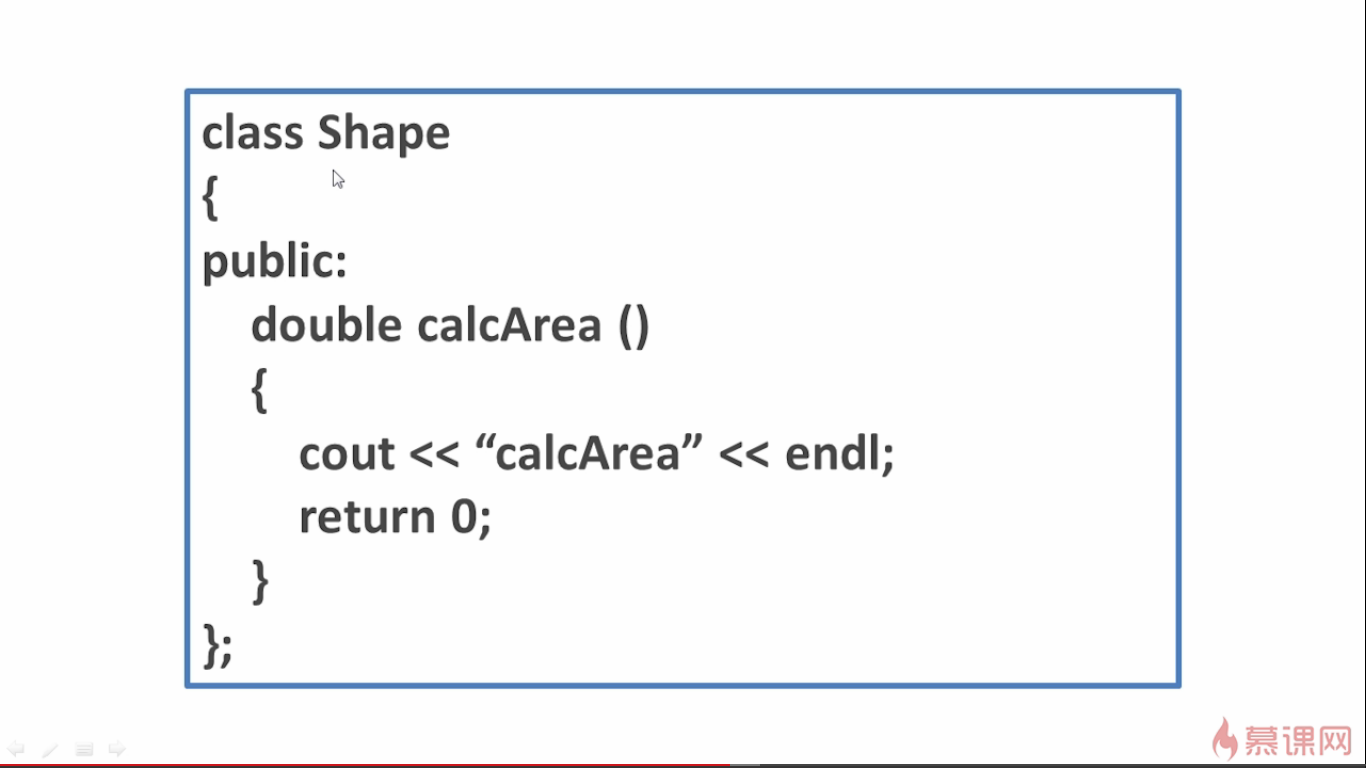 class Shape
{
public:
double calcArea ()
{
cout << “calcArea” << endl;
return 0;
}
};
慕课网